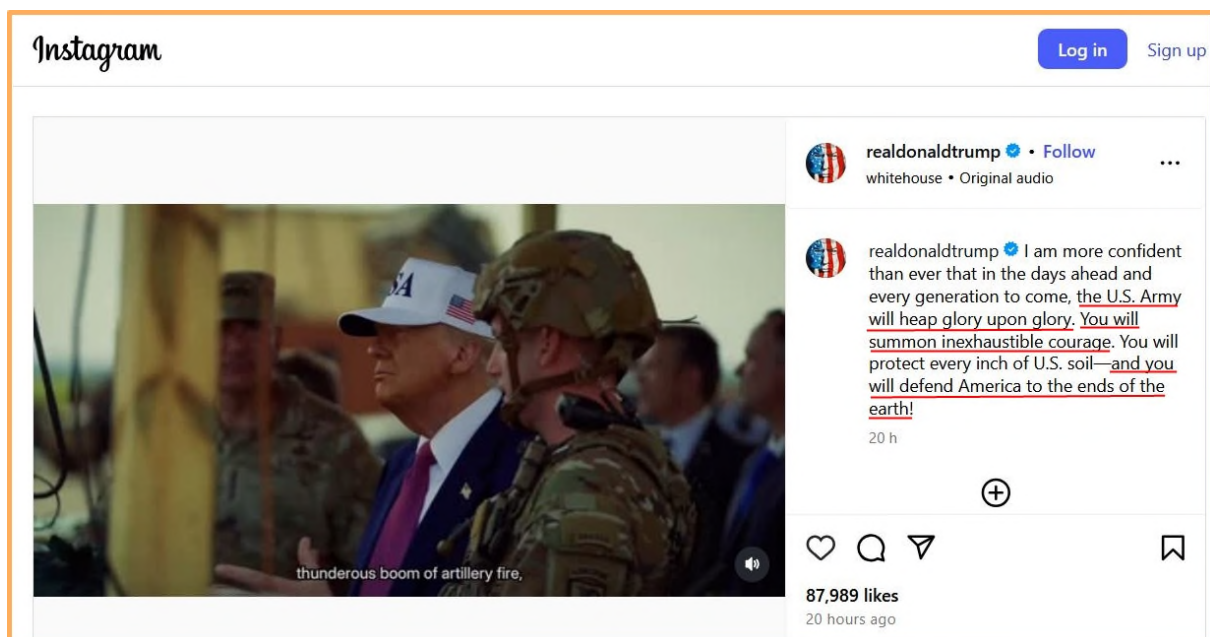 Instagram
Log in
Sign up
realdonaldtrump • Follow
whitehouse • Original audio
realdonaldtrump I am more confident
than ever that in the days ahead and
every generation to come, the U.S. Army
will heap glory upon glory. You will
summon inexhaustible courage. You will
protect every inch of U.S. soil—and you
will defend America to the ends of the
earth!
20 h
SA
thunderous boom of artillery fire,
87,989 likes
20 hours ago